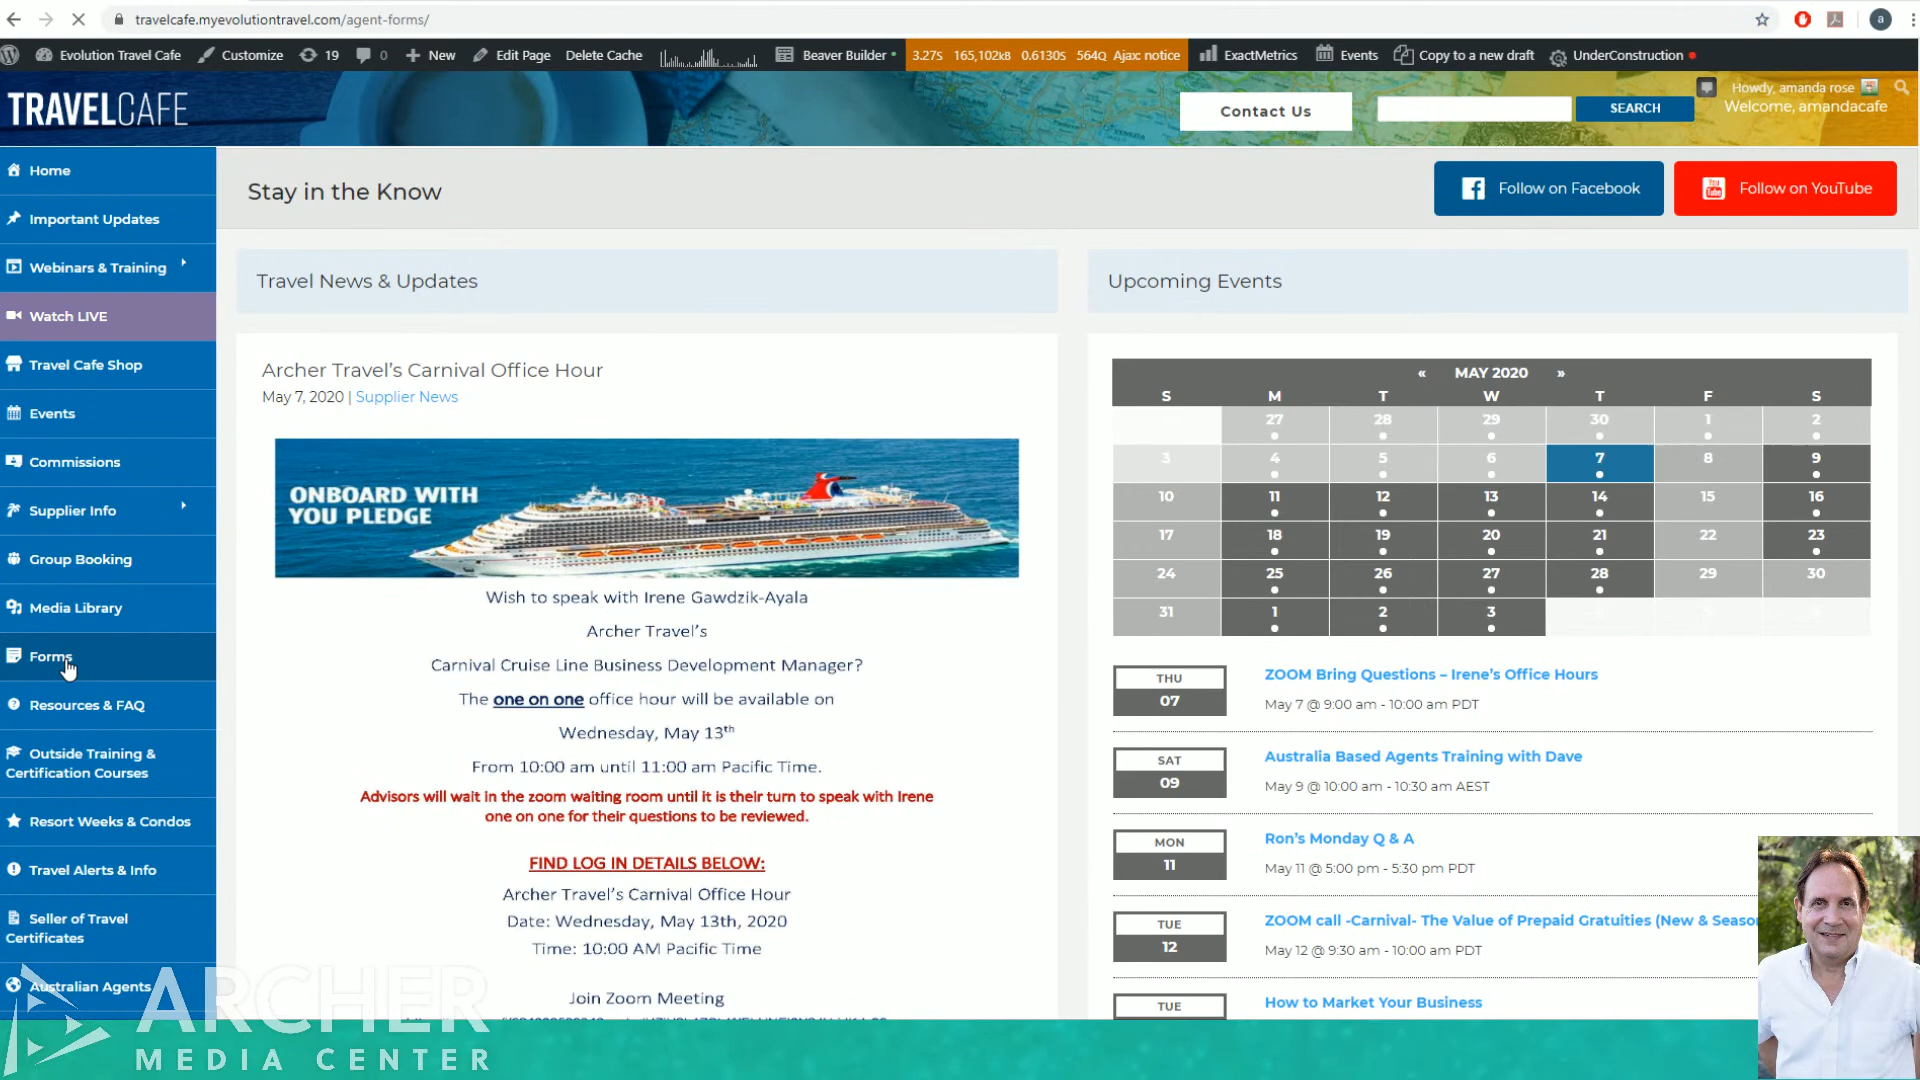 travelcafe.myevolutiontravel.com/agent-forms/
a
Evolution Travel Cafe Customize 19 0 New Edit Page Delete Cache Beaver Builder 3.27s 165,102kB 0.6130s 564Q Ajax notice ExactMetrics Events Copy to a new draft UnderConstruction
TRAVELCAFE
Contact Us
SEARCH
Howdy, amanda rose
Welcome, amandacafe
Home
Important Updates
Webinars & Training
Watch LIVE
Travel Cafe Shop
Events
Commissions
Supplier Info
Group Booking
Media Library
Forms
Resources & FAQ
Outside Training &
Certification Courses
Resort Weeks & Condos
Travel Alerts & Info
Seller of Travel
Certificates
Australian Agents
Stay in the Know
Follow on Facebook
You Tube Follow on YouTube
Travel News & Updates
Archer Travel's Carnival Office Hour
May 7, 2020 | Supplier News
ONBOARD WITH
YOU PLEDGE
Wish to speak with Irene Gawdzik-Ayala
Archer Travel's
Carnival Cruise Line Business Development Manager?
The one on one office hour will be available on
Wednesday, May 13th
From 10:00 am until 11:00 am Pacific Time.
Advisors will wait in the zoom waiting room until it is their turn to speak with Irene
one on one for their questions to be reviewed.
FIND LOG IN DETAILS BELOW:
Archer Travel's Carnival Office Hour
Date: Wednesday, May 13th, 2020
Time: 10:00 AM Pacific Time
Join Zoom Meeting
Upcoming Events
« MAY 2020 »
S M T W T F S
27 28 29 30 1 2
3 4 5 6 7 8 9
10 11 12 13 14 15 16
17 18 19 20 21 22 23
24 25 26 27 28 29 30
31 1 2 3
THU
07
ZOOM Bring Questions – Irene's Office Hours
May 7 @ 9:00 am - 10:00 am PDT
SAT
09
Australia Based Agents Training with Dave
May 9 @ 10:00 am - 10:30 am AEST
MON
11
Ron's Monday Q & A
May 11 @ 5:00 pm - 5:30 pm PDT
TUE
12
ZOOM call -Carnival- The Value of Prepaid Gratuities (New & Seaso
May 12 @ 9:30 am - 10:00 am PDT
TUE
How to Market Your Business
ARCHER
MEDIA CENTER